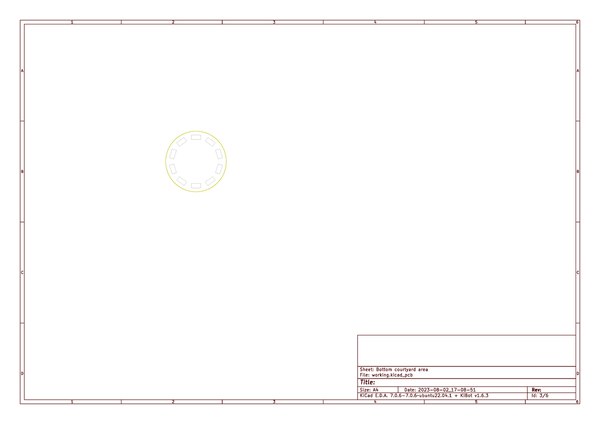 1 2 3 4 5 6
A A
B B
C C
D D
Sheet: Bottom courtyard area
File: working.kicad_pcb
Title:
Size: A4 Date: 2023-08-02_17-08-51 Rev:
KiCad E.D.A. 7.0.6-7.0.6~ubuntu22.04.1 + KiBot v1.6.3 Id: 3/6
1 2 3 4 5 6